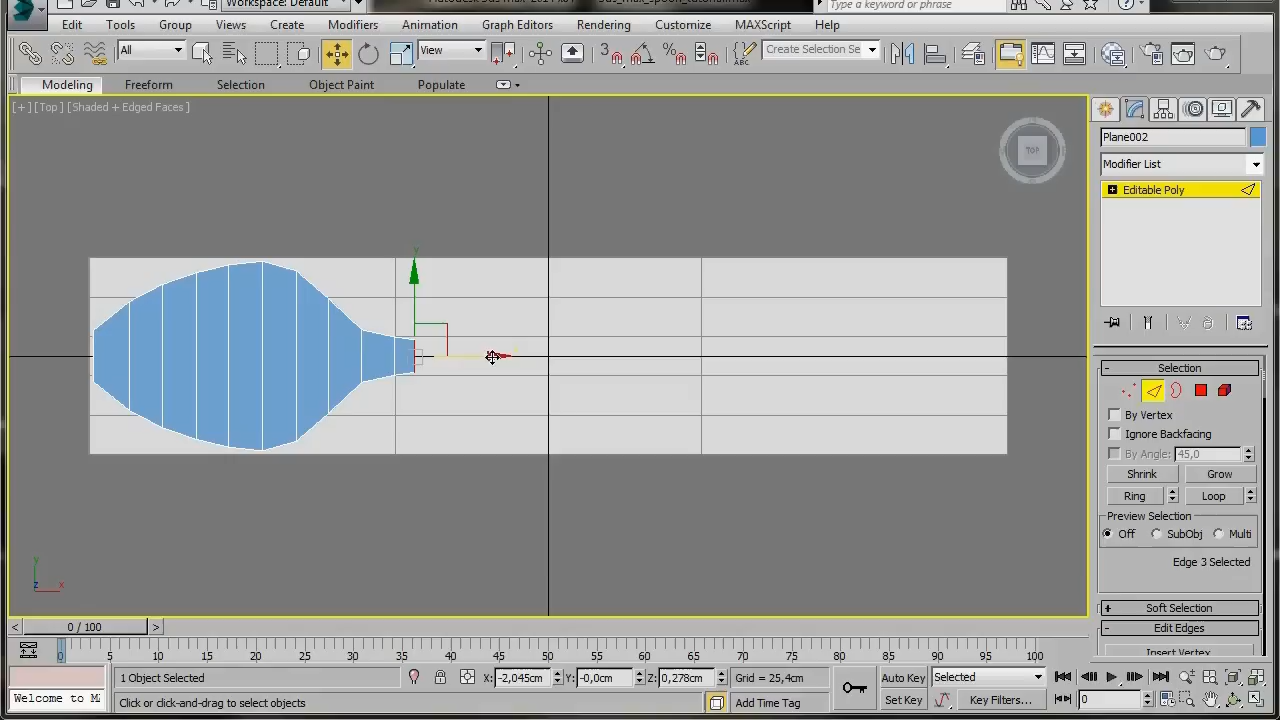 Workspace: Default
Edit Tools Group Views Create Modifiers Animation Graph Editors Rendering Customize MAXScript Help
All View 3 Create Selection Se
Modeling Freeform Selection Object Paint Populate
[+] [Top] [Shaded + Edged Faces ]
TOP
Plane002
Modifier List
Editable Poly
y
x
- Selection
By Vertex
Ignore Backfacing
By Angle: 45,0
Shrink Grow
Ring Loop
Preview Selection
Off SubObj Multi
Edge 3 Selected
+ Soft Selection
- Edit Edges
Insert Vertex
y
z x
< 0 / 100 >
0 5 10 15 20 25 30 35 40 45 50 55 60 65 70 75 80 85 90 95 100
1 Object Selected X: -2,045cm Y: -0,0cm Z: 0,278cm Grid = 25,4cm Auto Key Selected
Welcome to M Click or click-and-drag to select objects Add Time Tag Set Key Key Filters... 0